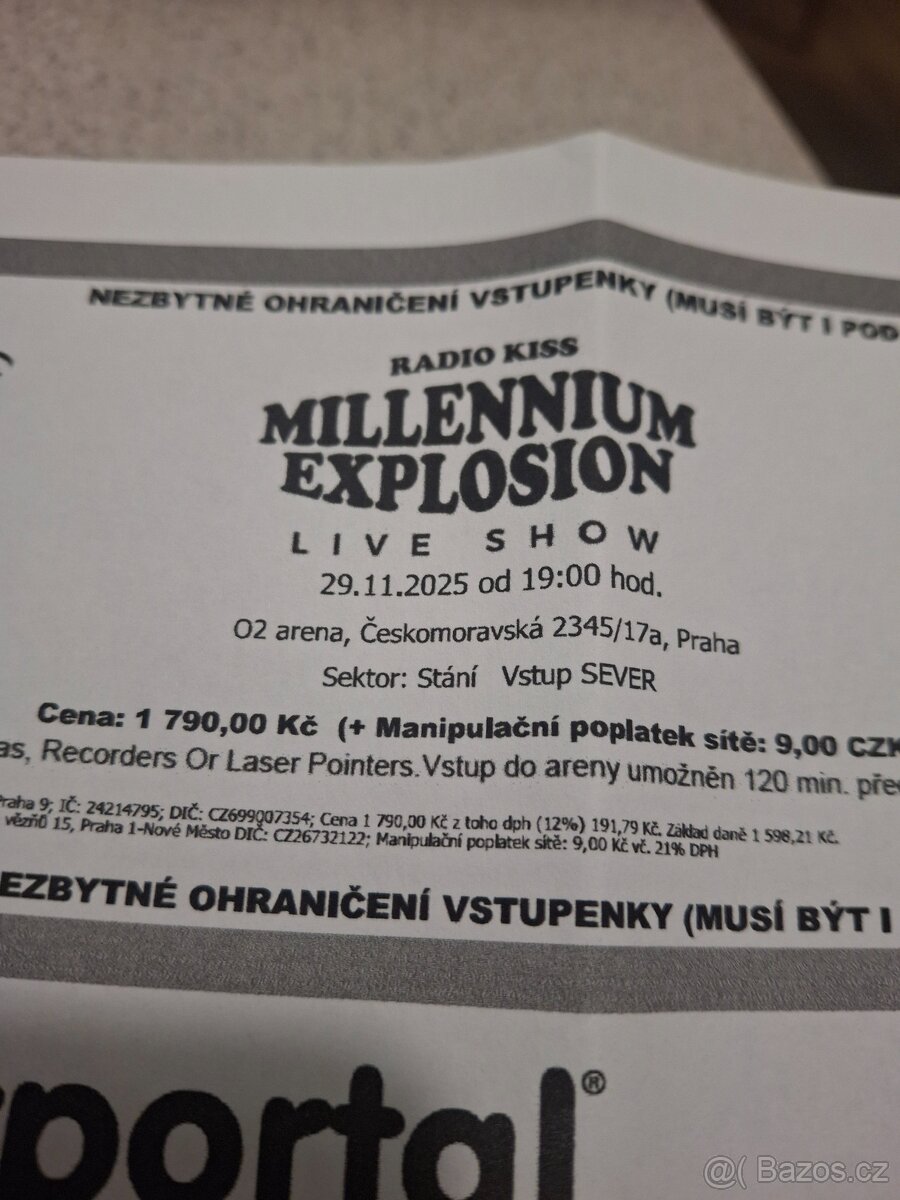 NEZBYTNÉ OHRANIČENÍ VSTUPENKY (MUSÍ BÝT I POD
RADIO KISS
MILLENNIUM
EXPLOSION
LIVE SHOW
29.11.2025 od 19:00 hod.
O2 arena, Českomoravská 2345/17a, Praha
Sektor: Stání Vstup SEVER
Cena: 1 790,00 Kč (+ Manipulační poplatek sítě: 9,00 CZK
as, Recorders Or Laser Pointers.Vstup do areny umožněn 120 min. pře
Praha 9; IČ: 24214795; DIČ: CZ699007354; Cena 1 790,00 Kč z toho dph (12%) 191,79 Kč. Základ daně 1 598,21 Kč.
vězňů 15, Praha 1-Nové Město DIČ: CZ26732122; Manipulační poplatek sítě: 9,00 Kč vč. 21% DPH
EZBYTNÉ OHRANIČENÍ VSTUPENKY (MUSÍ BÝT I
portal®
@( Bazos.cz